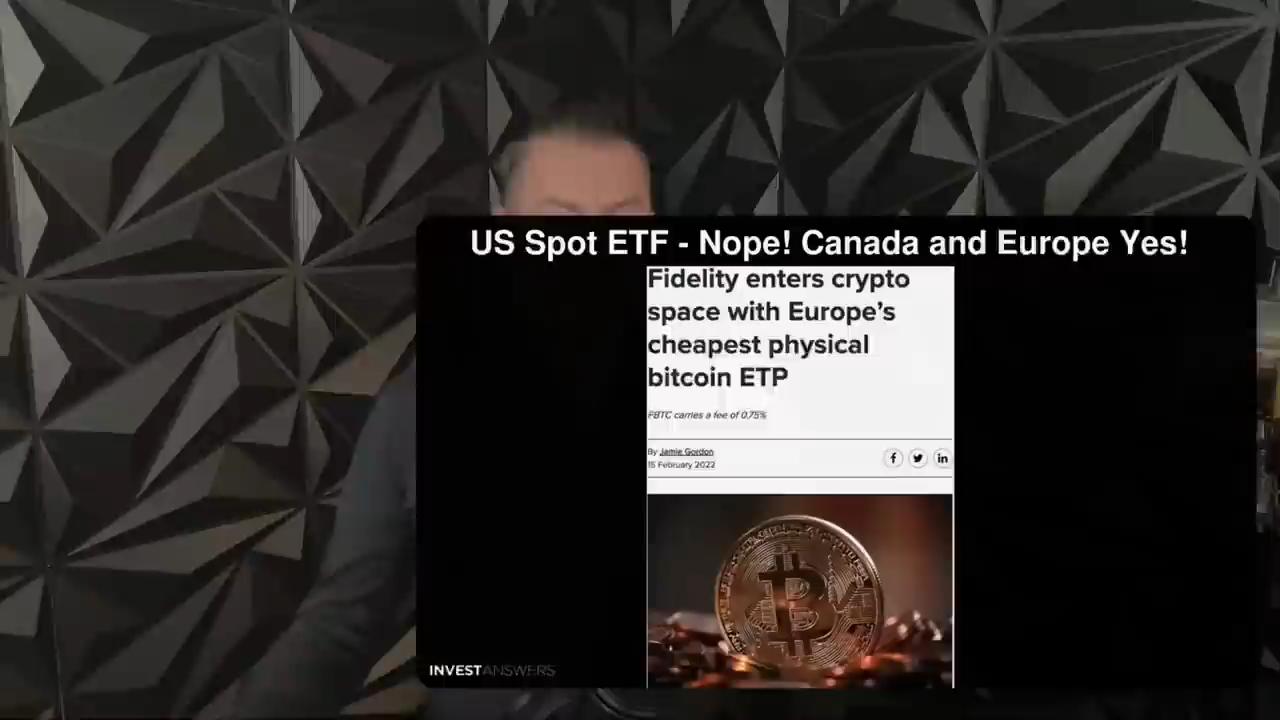 US Spot ETF - Nope! Canada and Europe Yes!
Fidelity enters crypto
space with Europe's
cheapest physical
bitcoin ETP
FBTC carries a fee of 0.75%
By Jamie Gordon
15 February 2022
f in
INVESTANSWERS